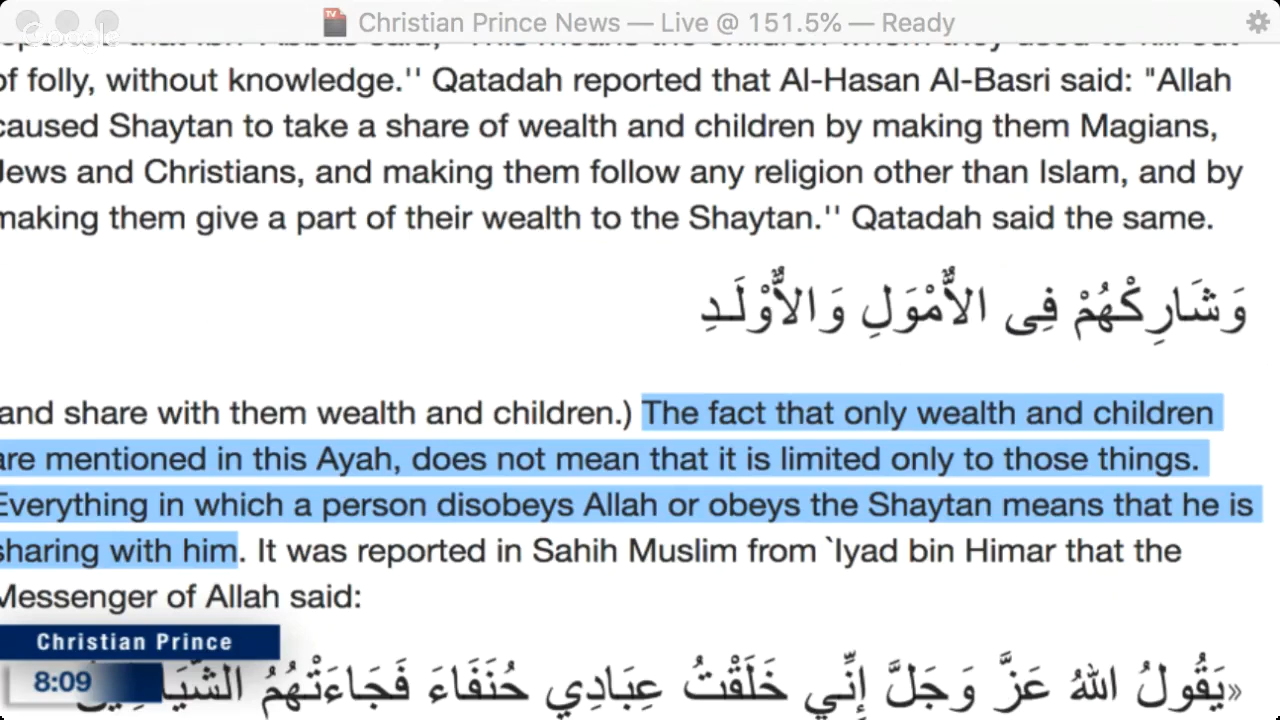 Christian Prince News — Live @ 151.5% — Ready
Google
of folly, without knowledge.'' Qatadah reported that Al-Hasan Al-Basri said: "Allah
caused Shaytan to take a share of wealth and children by making them Magians,
Jews and Christians, and making them follow any religion other than Islam, and by
making them give a part of their wealth to the Shaytan.'' Qatadah said the same.
وَشَارِكْهُمْ فِى الاٌّمْوَلِ وَالاٌّوْلَـدِ
and share with them wealth and children.) The fact that only wealth and children
are mentioned in this Ayah, does not mean that it is limited only to those things.
Everything in which a person disobeys Allah or obeys the Shaytan means that he is
sharing with him. It was reported in Sahih Muslim from `Iyad bin Himar that the
Messenger of Allah said:
Christian Prince
8:09
«يَقُولُ اللهُ عَزَّ وَجَلَّ إِنِّي خَلَقْتُ عِبَادِي حُنَفَاءَ فَجَاءَتْهُمُ